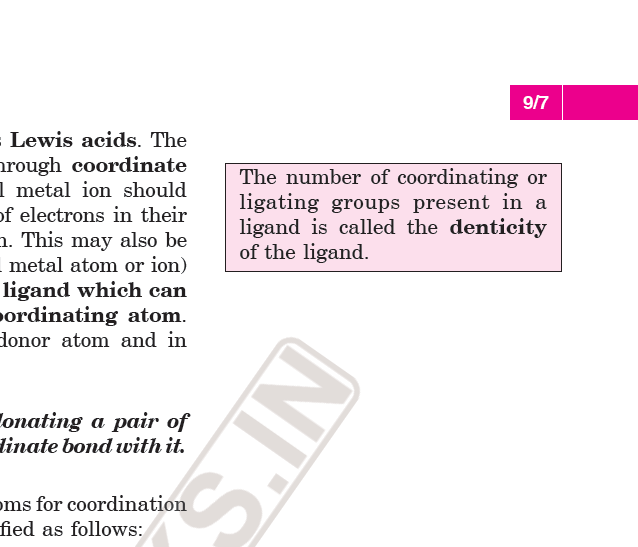 9/7
Lewis acids. The
through coordinate
metal ion should
of electrons in their
This may also be
metal atom or ion)
ligand which can
coordinating atom.
donor atom and in
donating a pair of
dinate bond with it.
oms for coordination
fied as follows:
The number of coordinating or
ligating groups present in a
ligand is called the denticity
of the ligand.
KS.IN